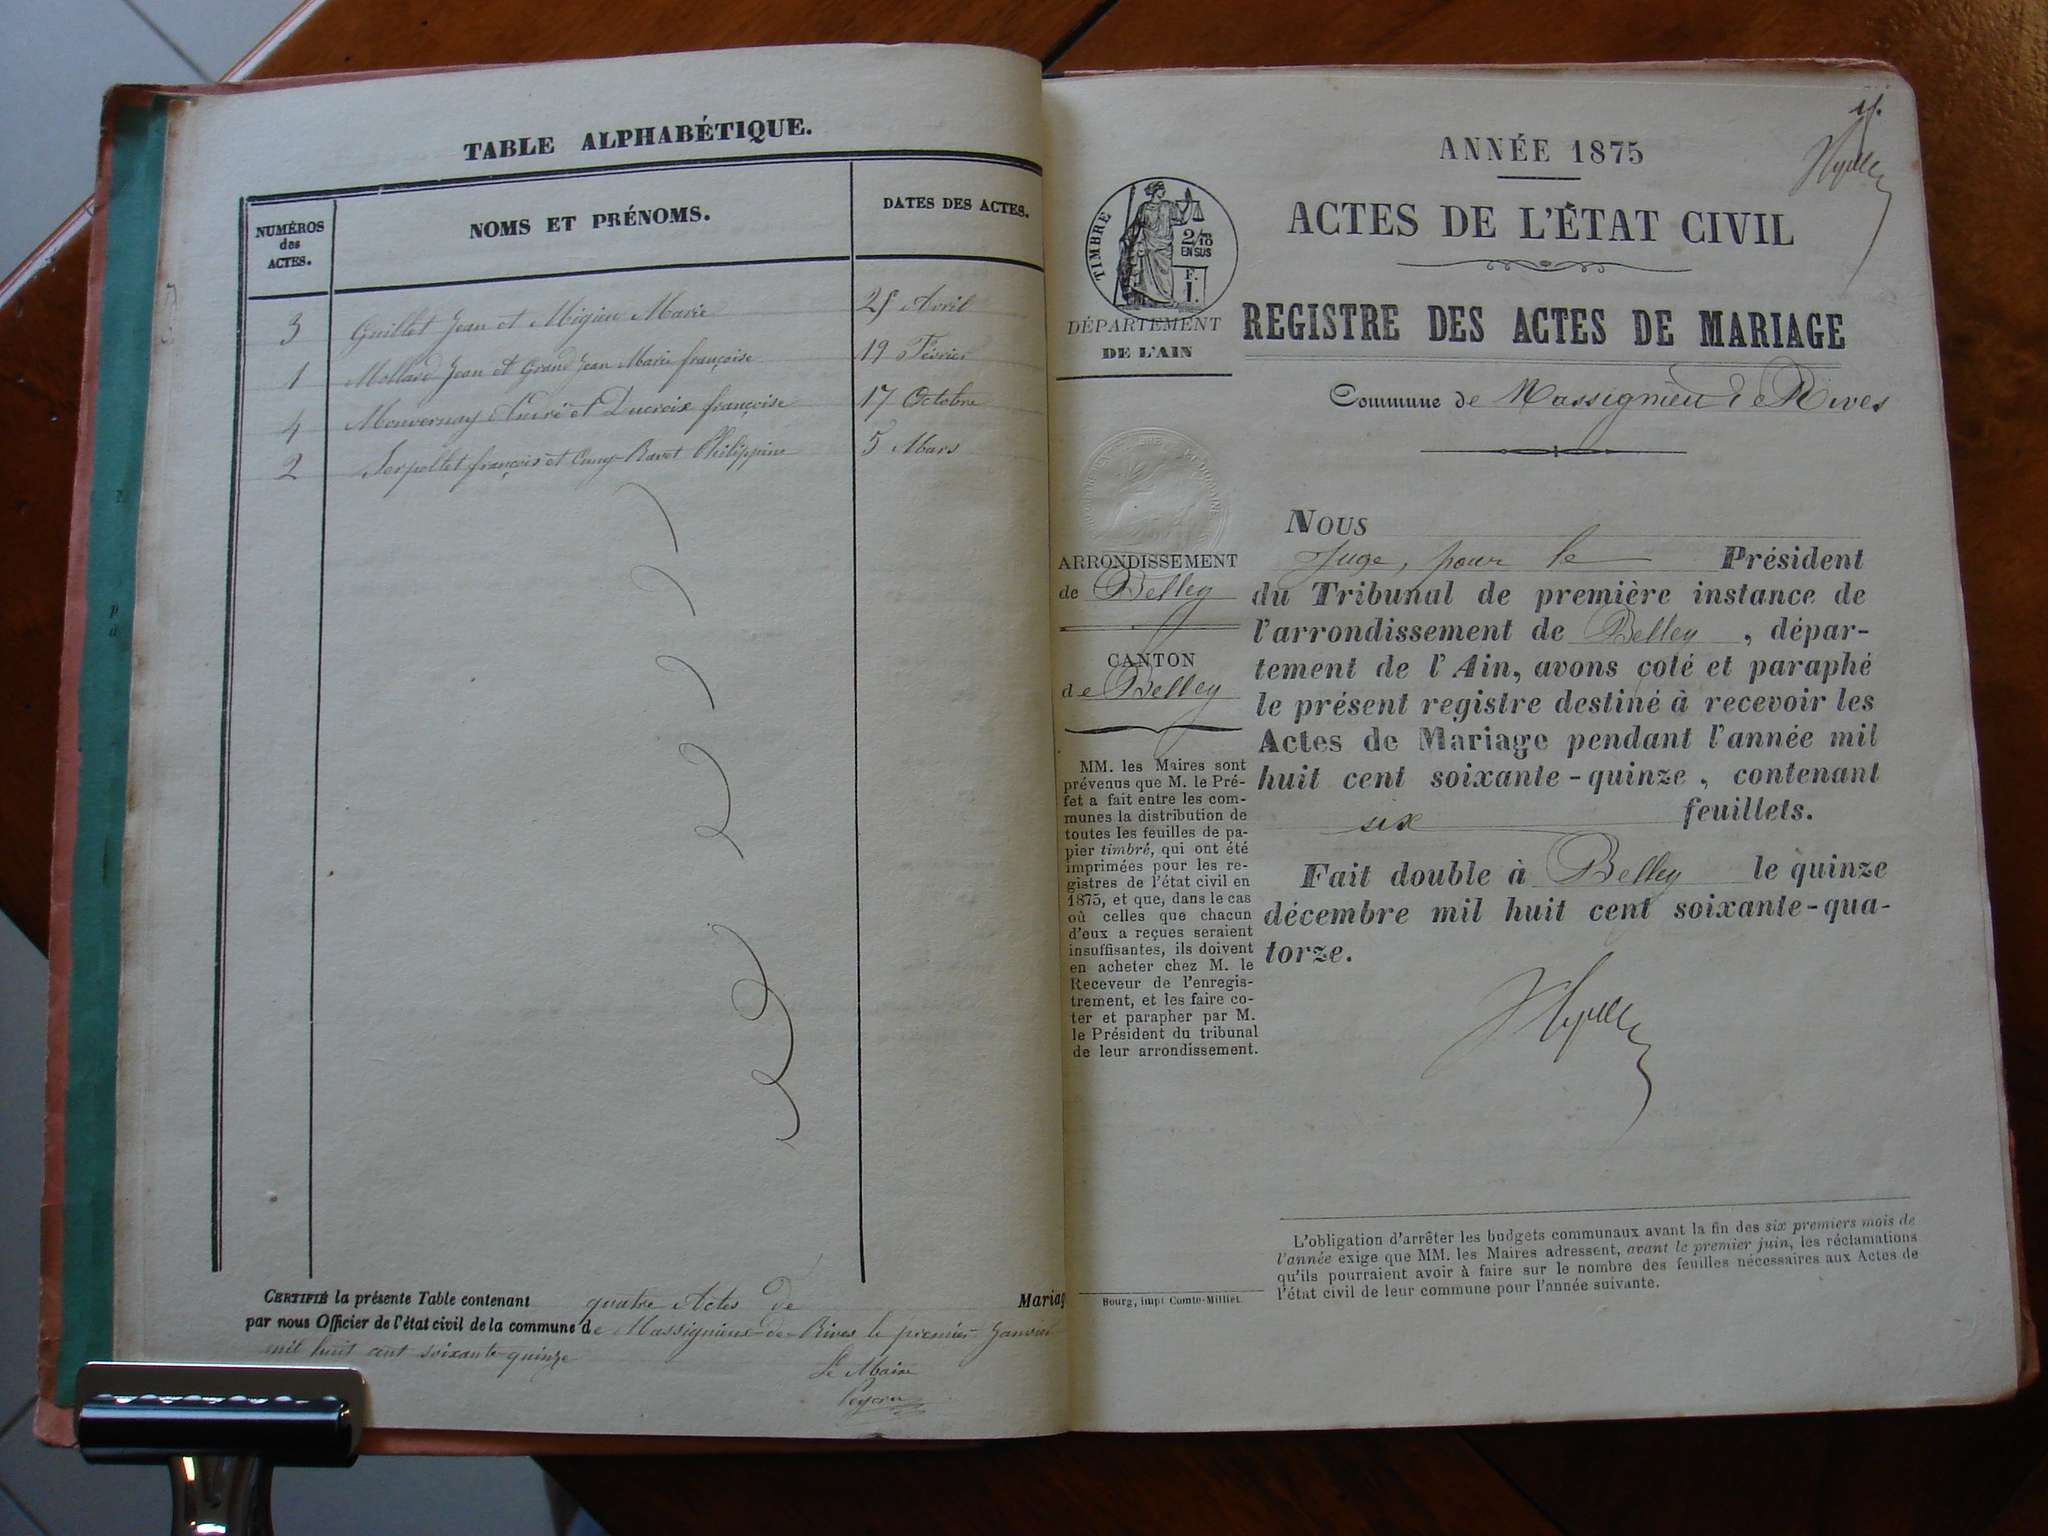 TABLE ALPHABÉTIQUE.
NUMÉROS
des
ACTES.
NOMS ET PRÉNOMS.
DATES DES ACTES.
3 Guillet Jean et Migieu Marie 25 Avril
1 Mollard Jean et Grand Jean Marie françoise 19 Février
4 Monvernay André et Ducroix françoise 17 Octobre
2 Serpollet françois et Cuny-Ravet Philippine 5 Mars
CERTIFIÉ la présente Table contenant quatre Actes de Mariag
par nous Officier de l'état civil de la commune de Massignieu-de-Rives le premier Janvier
mil huit cent soixante-quinze
Le Maire
ANNÉE 1875
ACTES DE L'ÉTAT CIVIL
TIMBRE
2/10
EN SUS
F.
1.
DÉPARTEMENT
DE L'AIN
REGISTRE DES ACTES DE MARIAGE
Commune de Massignieu de Rives
ARRONDISSEMENT
de Belley
CANTON
de Belley
MM. les Maires sont
prévenus que M. le Pré-
fet a fait entre les com-
munes la distribution de
toutes les feuilles de pa-
pier timbré, qui ont été
imprimées pour les re-
gistres de l'état civil en
1875, et que, dans le cas
où celles que chacun
d'eux a reçues seraient
insuffisantes, ils doivent
en acheter chez M. le
Receveur de l'enregis-
trement, et les faire co-
ter et parapher par M.
le Président du tribunal
de leur arrondissement.
NOUS
Juge, pour le Président
du Tribunal de première instance de
l'arrondissement de Belley, dépar-
tement de l'Ain, avons coté et paraphé
le présent registre destiné à recevoir les
Actes de Mariage pendant l'année mil
huit cent soixante-quinze, contenant
six feuillets.
Fait double à Belley le quinze
décembre mil huit cent soixante-qua-
torze.
L'obligation d'arrêter les budgets communaux avant la fin des six premiers mois de
l'année exige que MM. les Maires adressent, avant le premier juin, les réclamations
qu'ils pourraient avoir à faire sur le nombre des feuilles nécessaires aux Actes de
l'état civil de leur commune pour l'année suivante.
Bourg, impr Comte-Milliet.